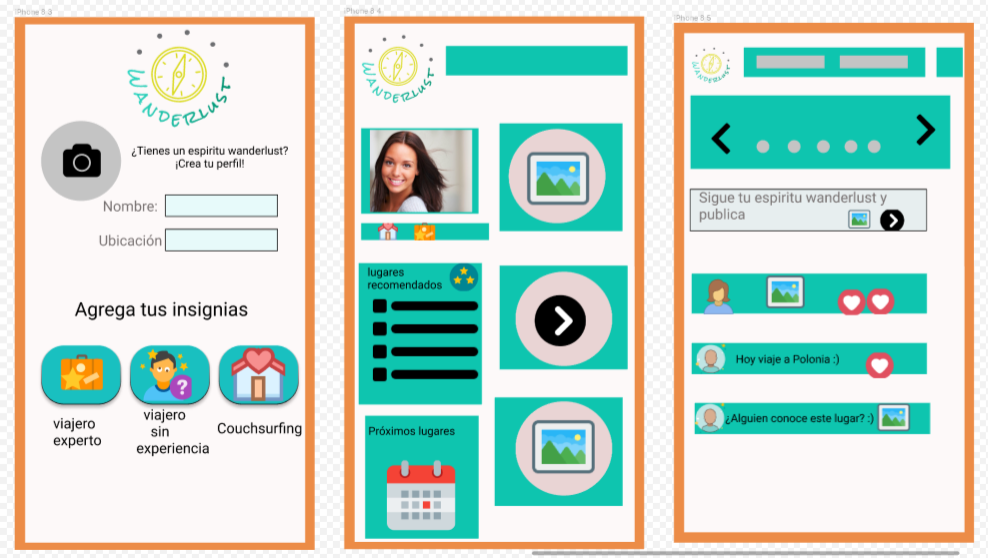 iPhone 8 3
WANDERLUST
¿Tienes un espiritu wanderlust?
¡Crea tu perfil!
Nombre:
Ubicación
Agrega tus insignias
viajero
experto
viajero
sin
experiencia
Couchsurfing
iPhone 8 4
WANDERLUST
lugares
recomendados
Próximos lugares
iPhone 8 5
WANDERLUST
Sigue tu espiritu wanderlust y
publica
Hoy viaje a Polonia :)
¿Alguien conoce este lugar? :)